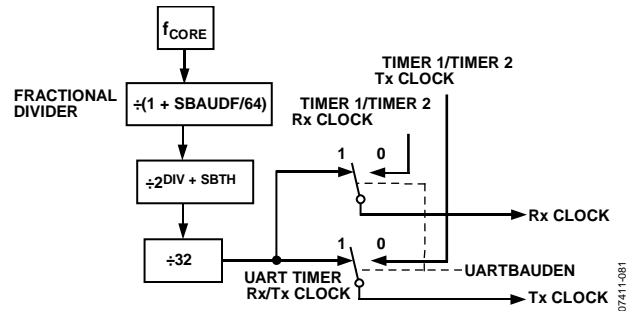 fCORE
FRACTIONAL
DIVIDER
÷(1 + SBAUDF/64)
÷2DIV + SBTH
÷32
TIMER 1/TIMER 2
Tx CLOCK
TIMER 1/TIMER 2
Rx CLOCK
1 0
Rx CLOCK
1 0
UART TIMER
Rx/Tx CLOCK
UARTBAUDEN
Tx CLOCK
07411-081